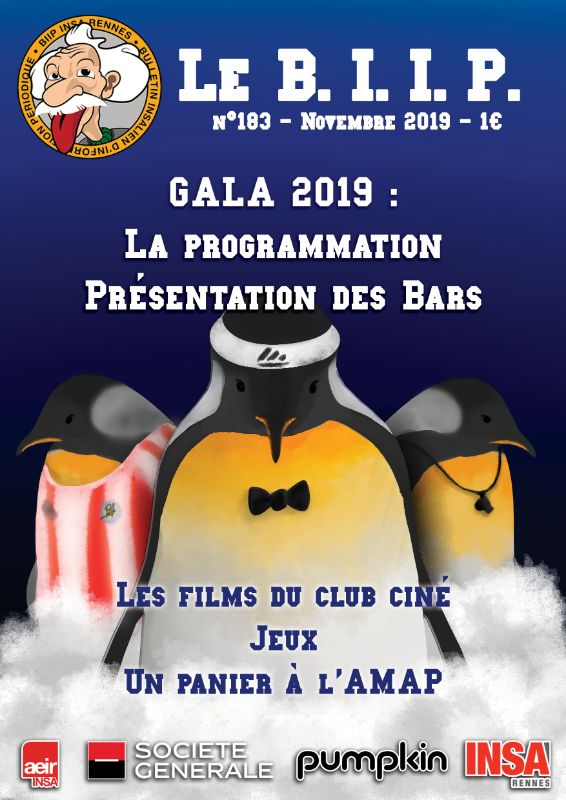 BIIP INSA RENNES • BULLETIN INSALIEN D'INFORMATION PÉRIODIQUE •
LE B. I. I. P.
N°183 – NOVEMBRE 2019 – 1€
GALA 2019 :
LA PROGRAMMATION
PRÉSENTATION DES BARS
LES FILMS DU CLUB CINÉ
JEUX
UN PANIER À L'AMAP
aeir
INSA
SOCIETE
GENERALE
pumpkin
INSA
RENNES